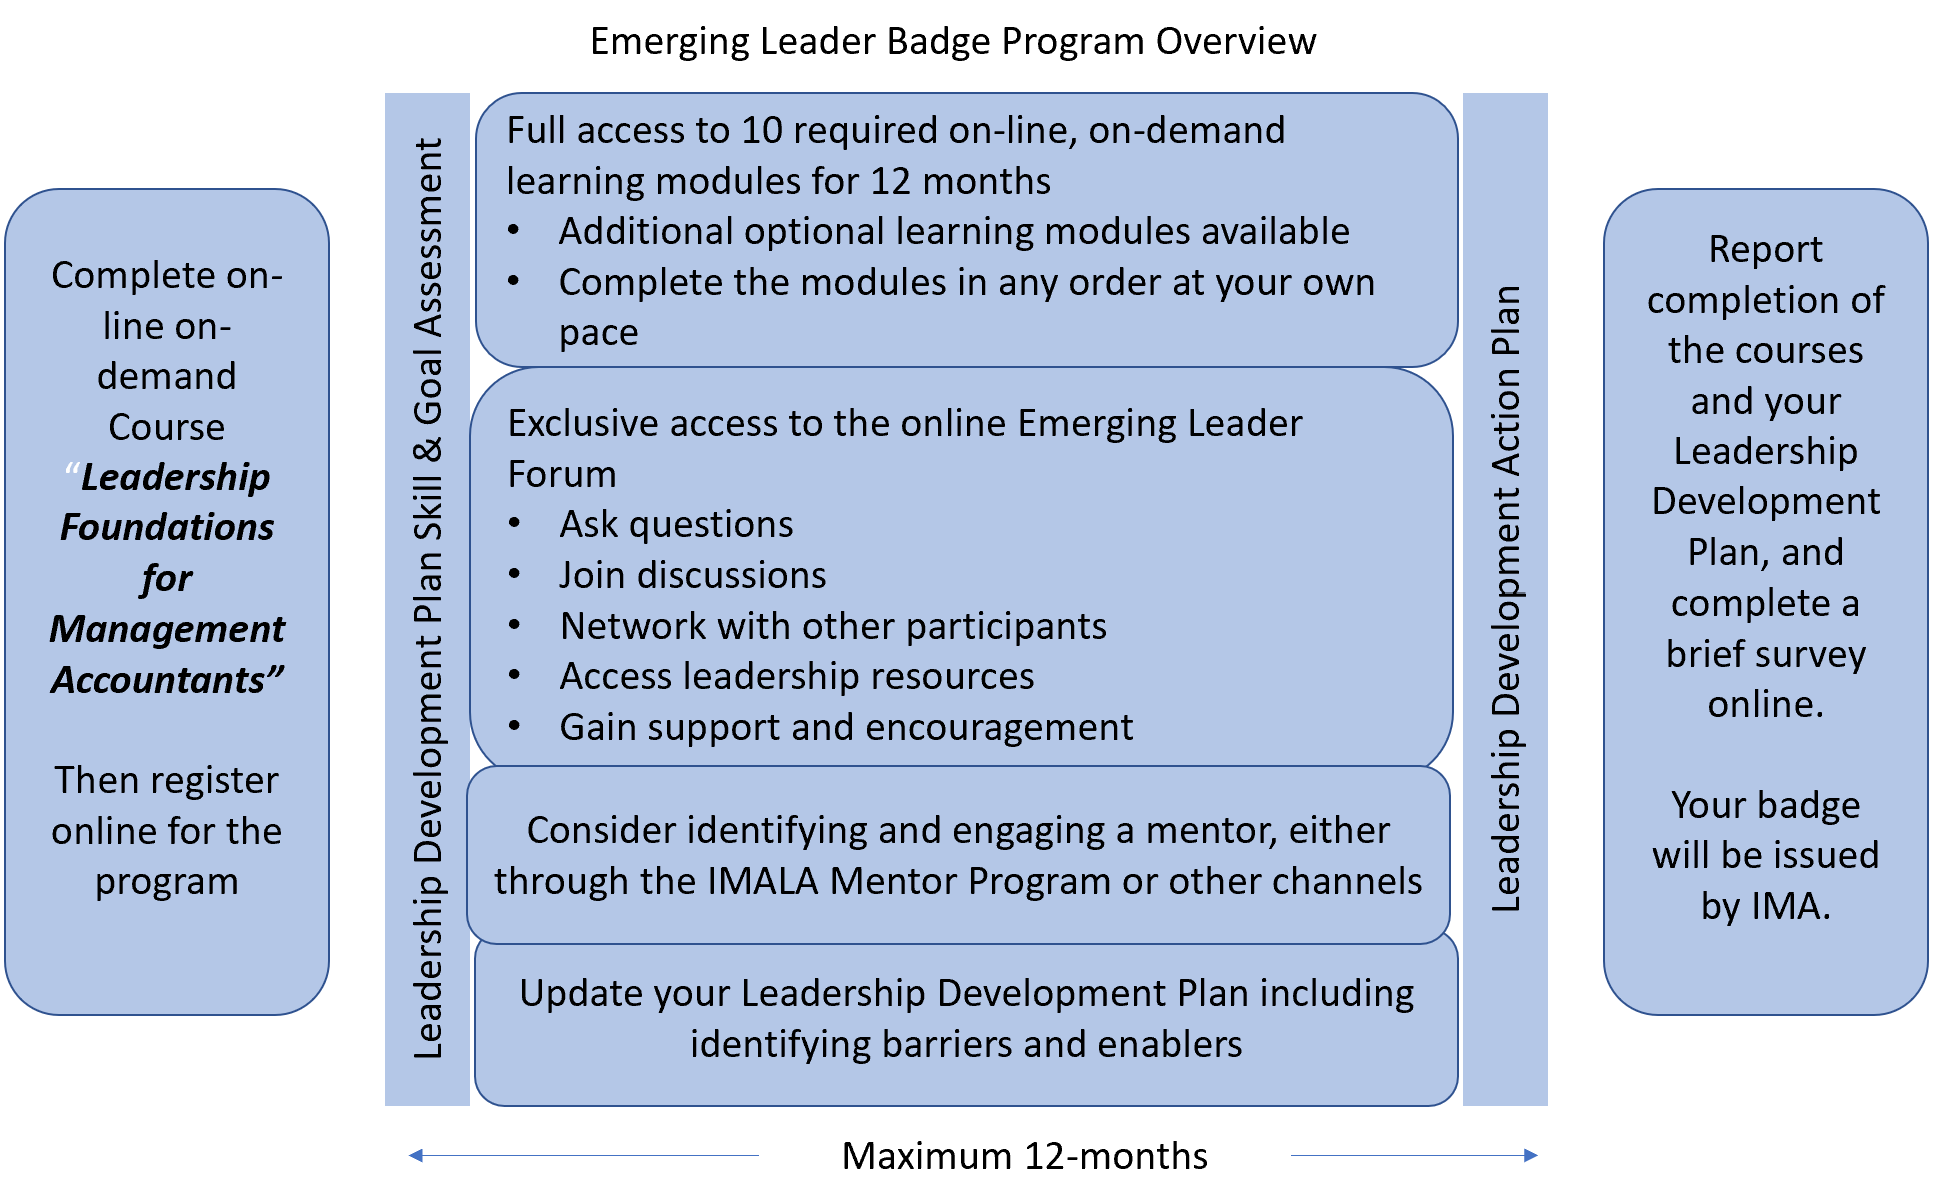 Emerging Leader Badge Program Overview
Complete on-
line on-
demand
Course
“Leadership
Foundations
for
Management
Accountants”
Then register
online for the
program
Leadership Development Plan Skill & Goal Assessment
Full access to 10 required on-line, on-demand
learning modules for 12 months
• Additional optional learning modules available
• Complete the modules in any order at your own
pace
Exclusive access to the online Emerging Leader
Forum
• Ask questions
• Join discussions
• Network with other participants
• Access leadership resources
• Gain support and encouragement
Consider identifying and engaging a mentor, either
through the IMALA Mentor Program or other channels
Update your Leadership Development Plan including
identifying barriers and enablers
Leadership Development Action Plan
Report
completion of
the courses
and your
Leadership
Development
Plan, and
complete a
brief survey
online.
Your badge
will be issued
by IMA.
Maximum 12-months